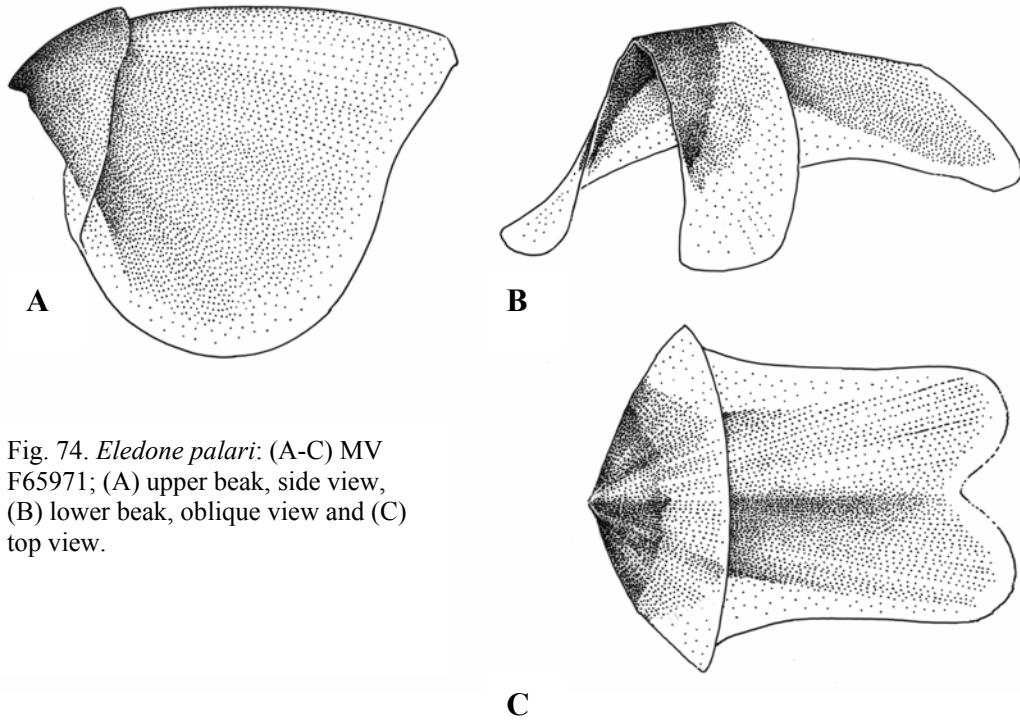 A
B
Fig. 74. Eledone palari: (A-C) MV
F65971; (A) upper beak, side view,
(B) lower beak, oblique view and (C)
top view.
C